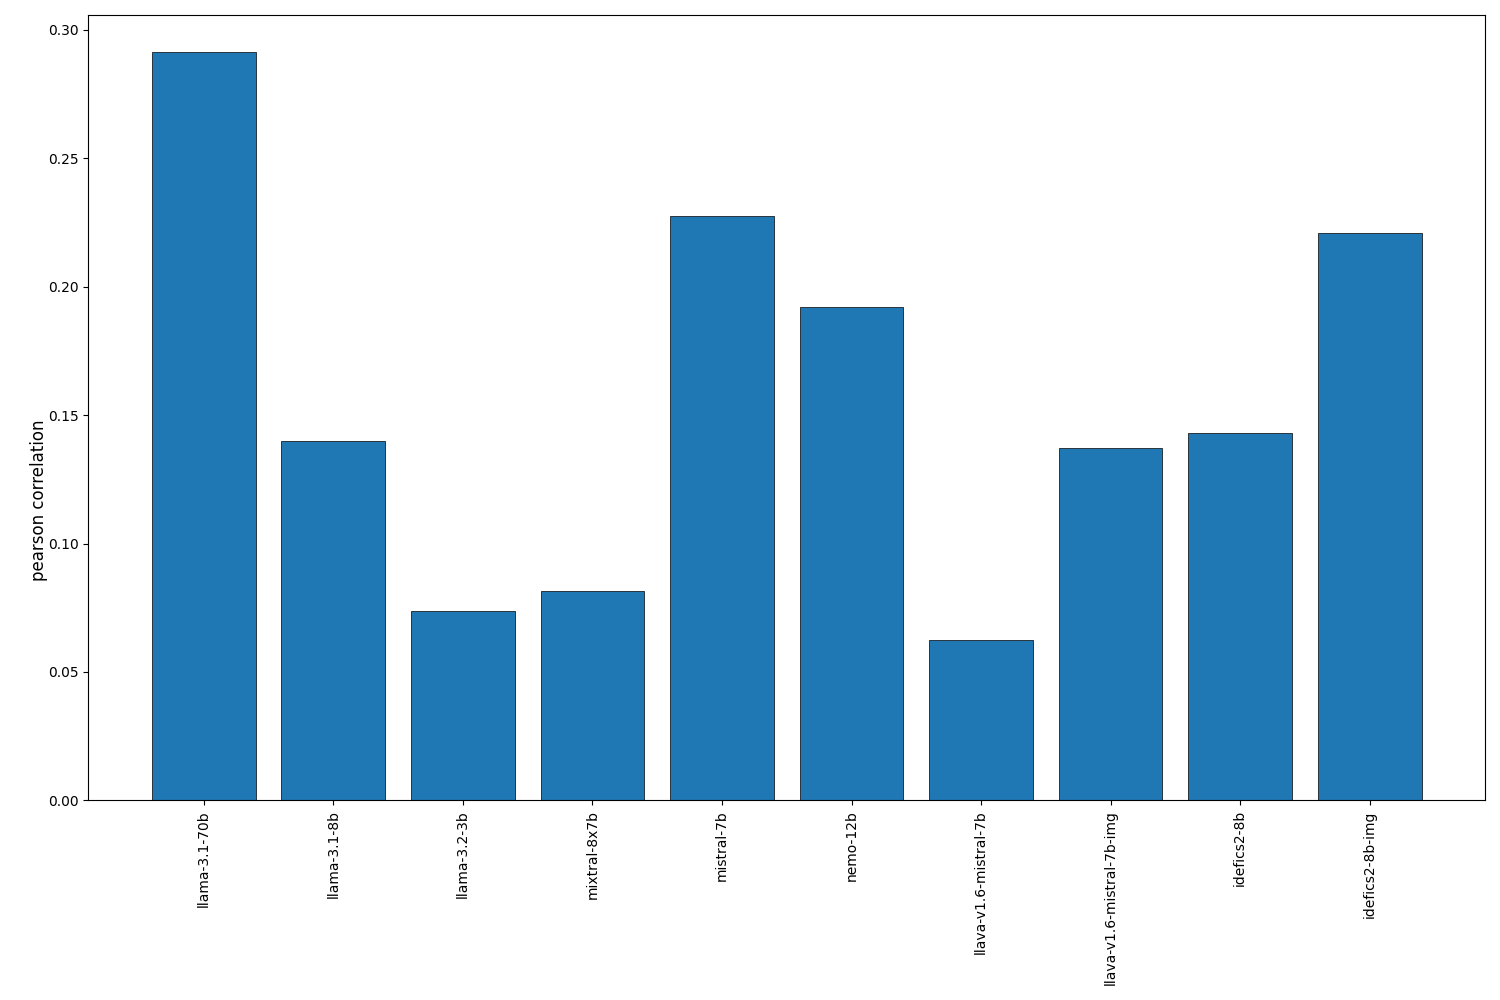 0.30
0.25
0.20
0.15
0.10
0.05
0.00
pearson correlation
llama-3.1-70b
llama-3.1-8b
llama-3.2-3b
mixtral-8x7b
mistral-7b
nemo-12b
llava-v1.6-mistral-7b
llava-v1.6-mistral-7b-img
idefics2-8b
idefics2-8b-img